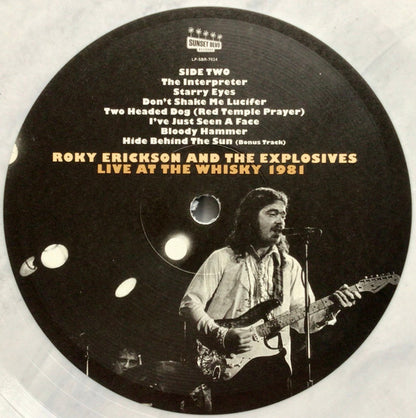 SUNSET BLVD
RECORDS
LP-SBR-7034
SIDE TWO
The Interpreter
Starry Eyes
Don't Shake Me Lucifer
Two Headed Dog (Red Temple Prayer)
I've Just Seen A Face
Bloody Hammer
Hide Behind The Sun (Bonus Track)
ROKY ERICKSON AND THE EXPLOSIVES
LIVE AT THE WHISKY 1981